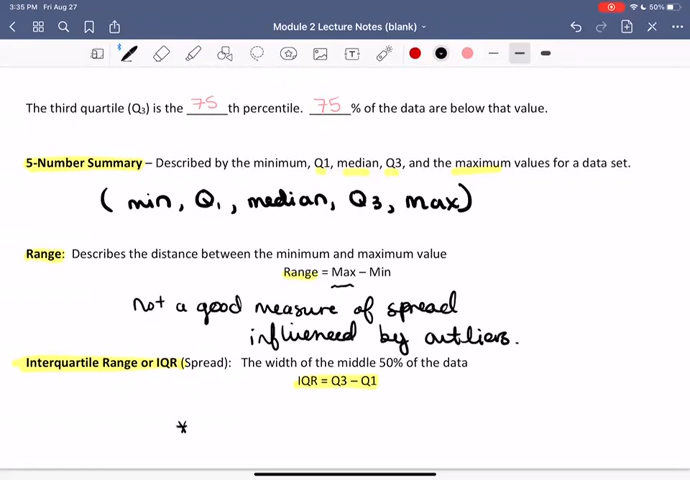 3:35 PM Fri Aug 27
50%
Module 2 Lecture Notes (blank)
The third quartile (Q₃) is the 75 th percentile. 75 % of the data are below that value.
5-Number Summary – Described by the minimum, Q1, median, Q3, and the maximum values for a data set.
( min, Q₁, median, Q3, max)
Range: Describes the distance between the minimum and maximum value
Range = Max – Min
not a good measure of spread
influened by outliers.
Interquartile Range or IQR (Spread): The width of the middle 50% of the data
IQR = Q3 – Q1
*